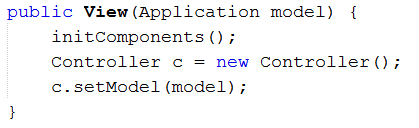 public View(Application model) {
    initComponents();
    Controller c = new Controller();
    c.setModel(model);
}